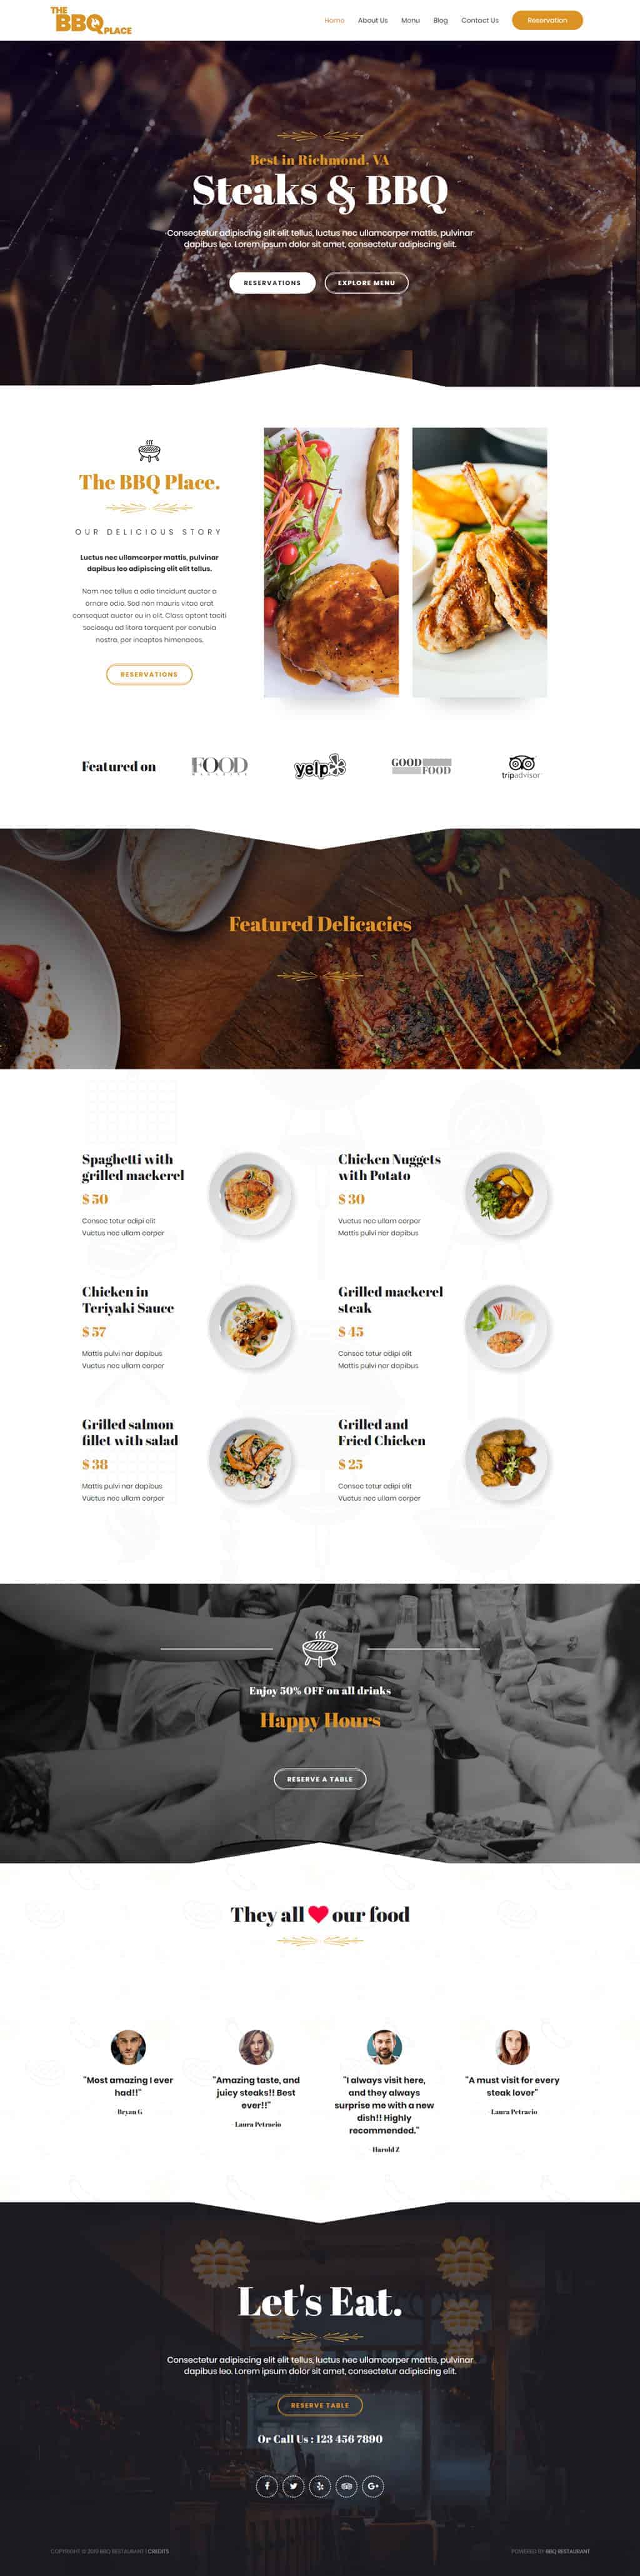 THE
BBQ
PLACE
Home About Us Menu Blog Contact Us Reservation
Best in Richmond, VA
Steaks & BBQ
Consectetur adipiscing elit elit tellus, luctus nec ullamcorper mattis, pulvinar
dapibus leo. Lorem ipsum dolor sit amet, consectetur adipiscing elit.
RESERVATIONS EXPLORE MENU
The BBQ Place.
OUR DELICIOUS STORY
Luctus nec ullamcorper mattis, pulvinar
dapibus leo adipiscing elit elit tellus.
Nam nec tellus a odio tincidunt auctor a
ornare odio. Sed non mauris vitae erat
consequat auctor eu in elit. Class aptent taciti
sociosqu ad litora torquent per conubia
nostra, per inceptos himenaeos.
RESERVATIONS
Featured on
FOOD
MAGAZINE
yelp
GOOD
FOOD
tripadvisor
Featured Delicacies
Spaghetti with
grilled mackerel
$ 50
Consec tetur adipi elit
Vuctus nec ullam corper
Chicken Nuggets
with Potato
$ 30
Vuctus nec ullam corper
Mattis pulvi nar dapibus
Chicken in
Teriyaki Sauce
$ 57
Mattis pulvi nar dapibus
Vuctus nec ullam corper
Grilled mackerel
steak
$ 45
Consec tetur adipi elit
Mattis pulvi nar dapibus
Grilled salmon
fillet with salad
$ 38
Mattis pulvi nar dapibus
Vuctus nec ullam corper
Grilled and
Fried Chicken
$ 25
Consec tetur adipi elit
Vuctus nec ullam corper
Enjoy 50% OFF on all drinks
Happy Hours
RESERVE A TABLE
They all ❤ our food
"Most amazing I ever
had!!"
Bryan G
"Amazing taste, and
juicy steaks!! Best
ever!!"
- Laura Petracio
"I always visit here,
and they always
surprise me with a new
dish!! Highly
recommended."
Harold Z
"A must visit for every
steak lover"
Laura Petracio
Let's Eat.
Consectetur adipiscing elit elit tellus, luctus nec ullamcorper mattis, pulvinar
dapibus leo. Lorem ipsum dolor sit amet, consectetur adipiscing elit.
RESERVE TABLE
Or Call Us : 123 456 7890
COPYRIGHT © 2019 BBQ RESTAURANT | CREDITS
POWERED BY BBQ RESTAURANT